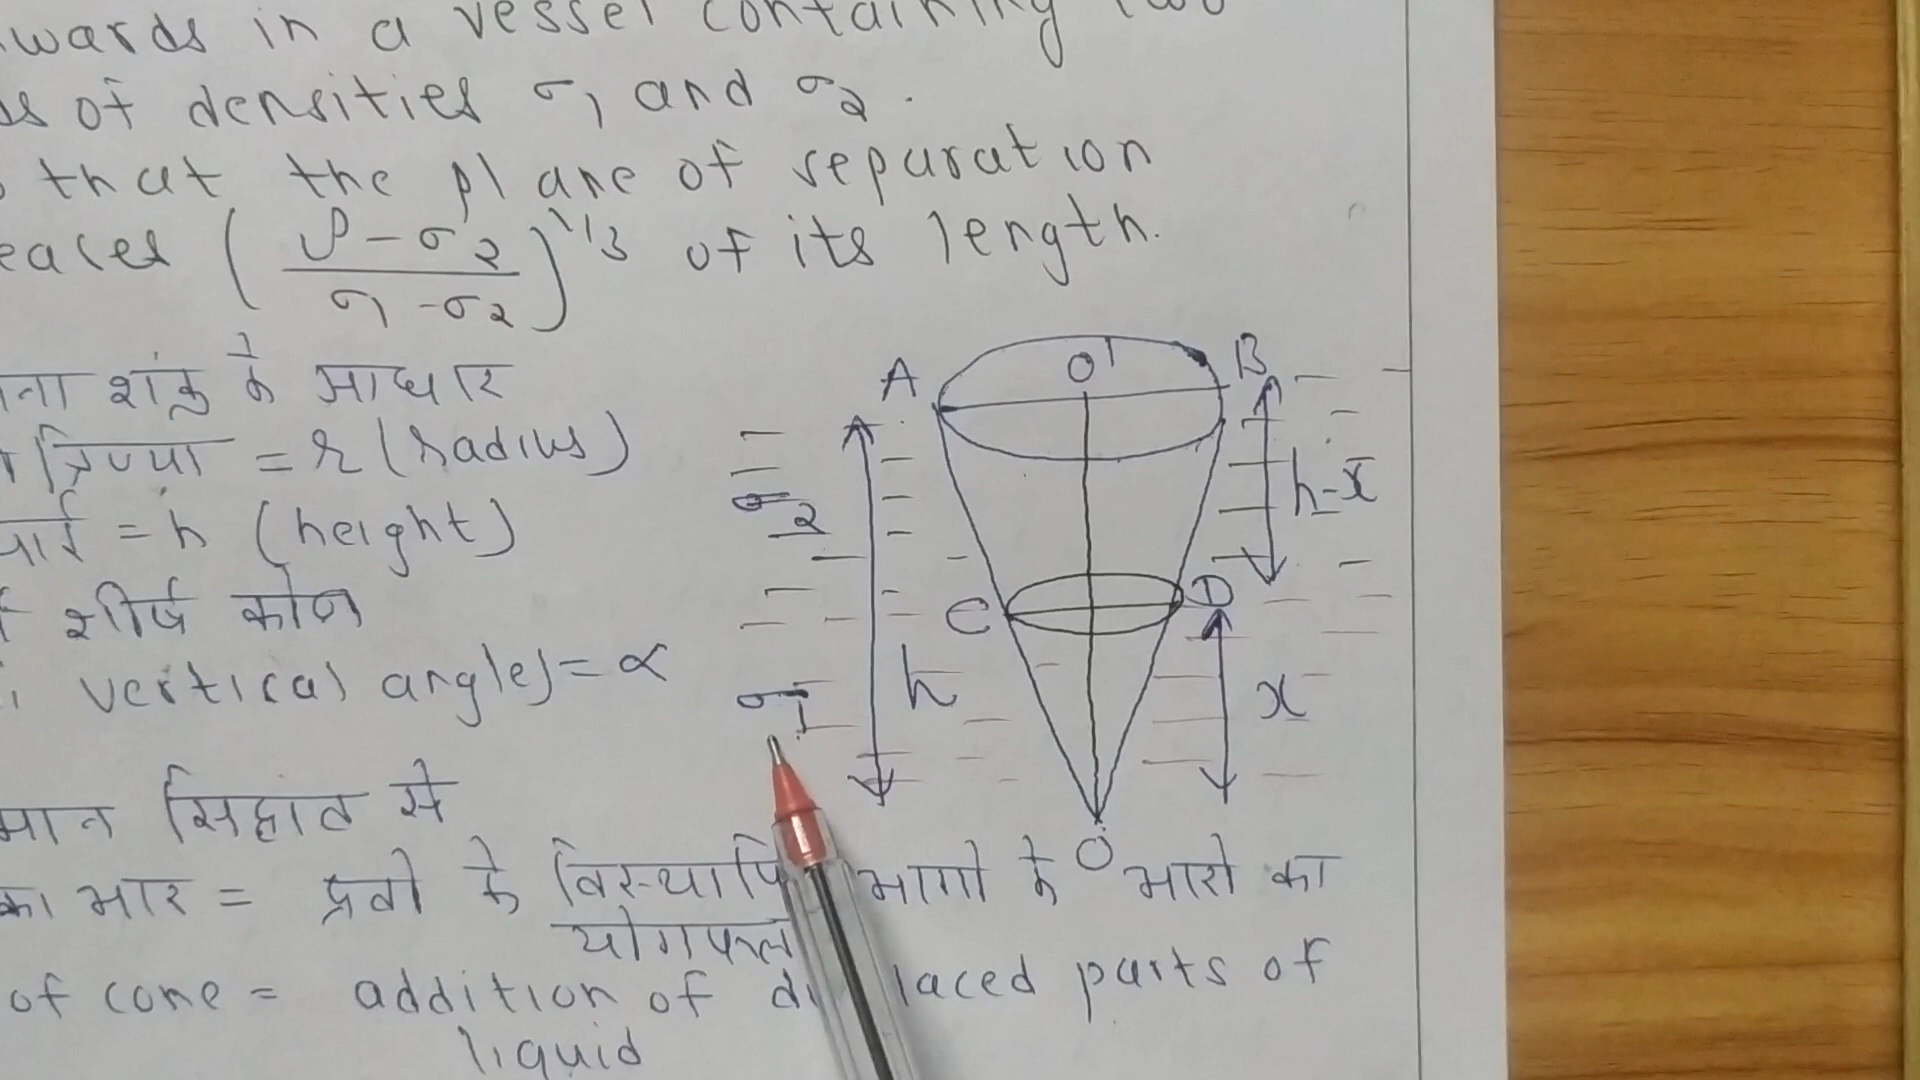 wards in a vessel containing two
of densities σ1 and σ2.
that the plane of separation
(ρ-σ2/σ1-σ2)^1/3 of its length.
शंकु के आधार
त्रिज्या = r (radius)
= h (height)
शीर्ष कोण
vertical angle) = α
A
B
O'
h-x
σ2
C
D
h
x
σ1
O
सिद्धांत से
का भार = द्रवो के विस्थापि भागो के भारो का
योगफल
of cone = addition of di laced parts of
liquid